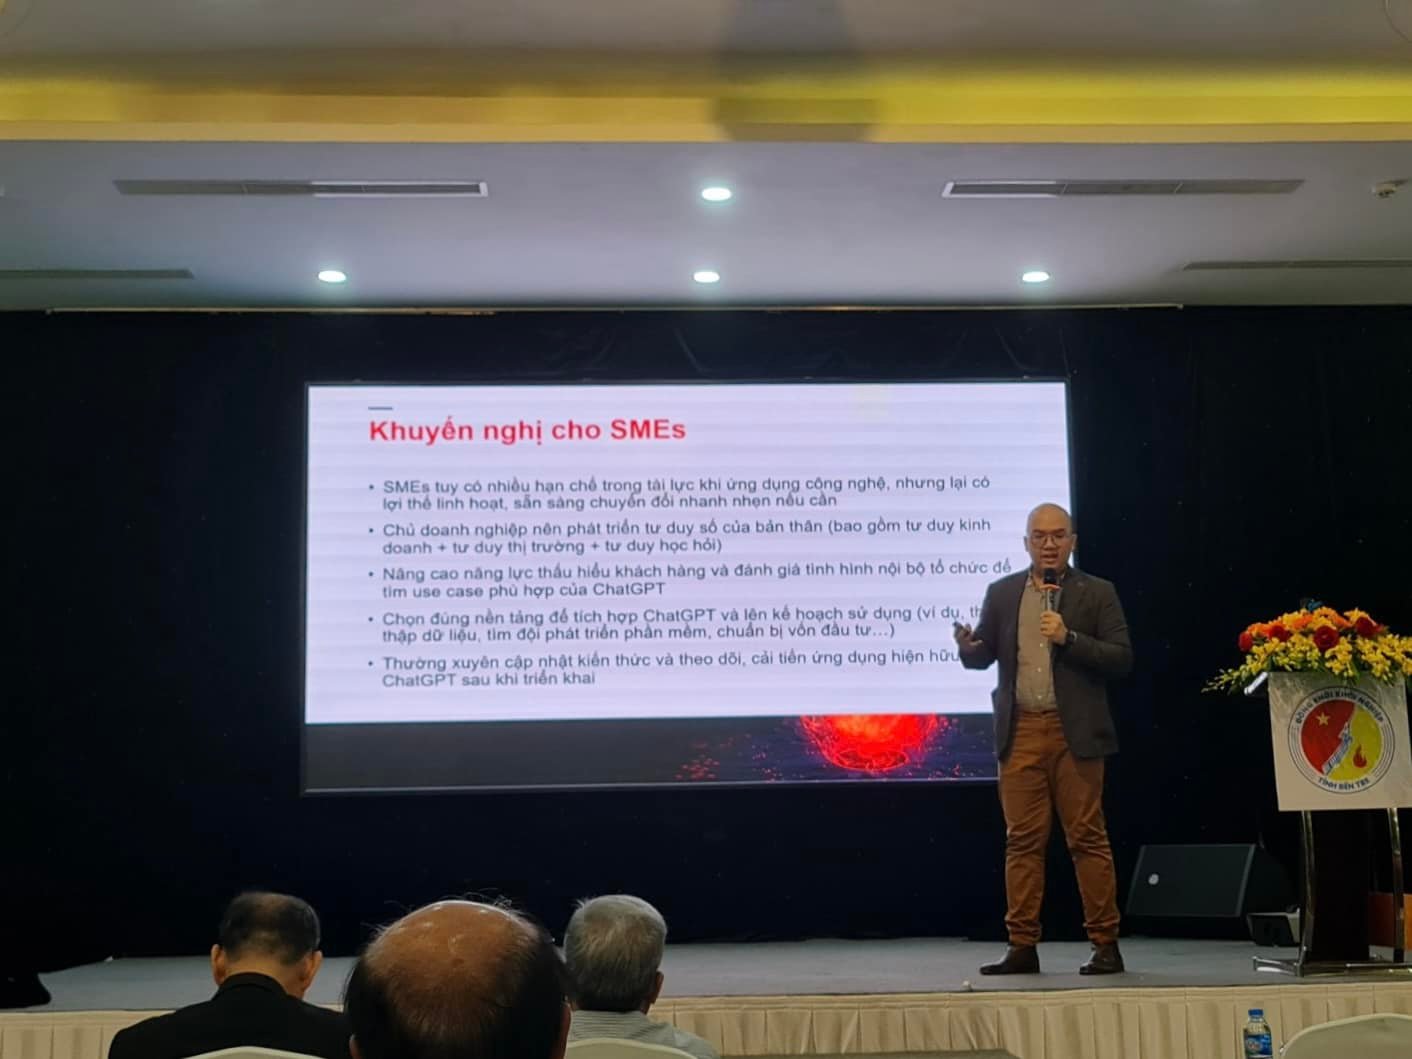 Khuyến nghị cho SMEs
• SMEs tuy có nhiều hạn chế trong tài lực khi ứng dụng công nghệ, nhưng lại có
lợi thế linh hoạt, sẵn sàng chuyển đổi nhanh nhẹn nếu cần
• Chủ doanh nghiệp nên phát triển tư duy số của bản thân (bao gồm tư duy kinh
doanh + tư duy thị trường + tư duy học hỏi)
• Nâng cao năng lực thấu hiểu khách hàng và đánh giá tình hình nội bộ tổ chức để
tìm use case phù hợp của ChatGPT
• Chọn đúng nền tảng để tích hợp ChatGPT và lên kế hoạch sử dụng (ví dụ,
thập dữ liệu, tìm đội phát triển phần mềm, chuẩn bị vốn đầu tư…)
• Thường xuyên cập nhật kiến thức và theo dõi, cải tiến ứng dụng hiện hữu
ChatGPT sau khi triển khai
ĐỒNG KHỞI KHỞI NGHIỆP
TỈNH BẾN TRE